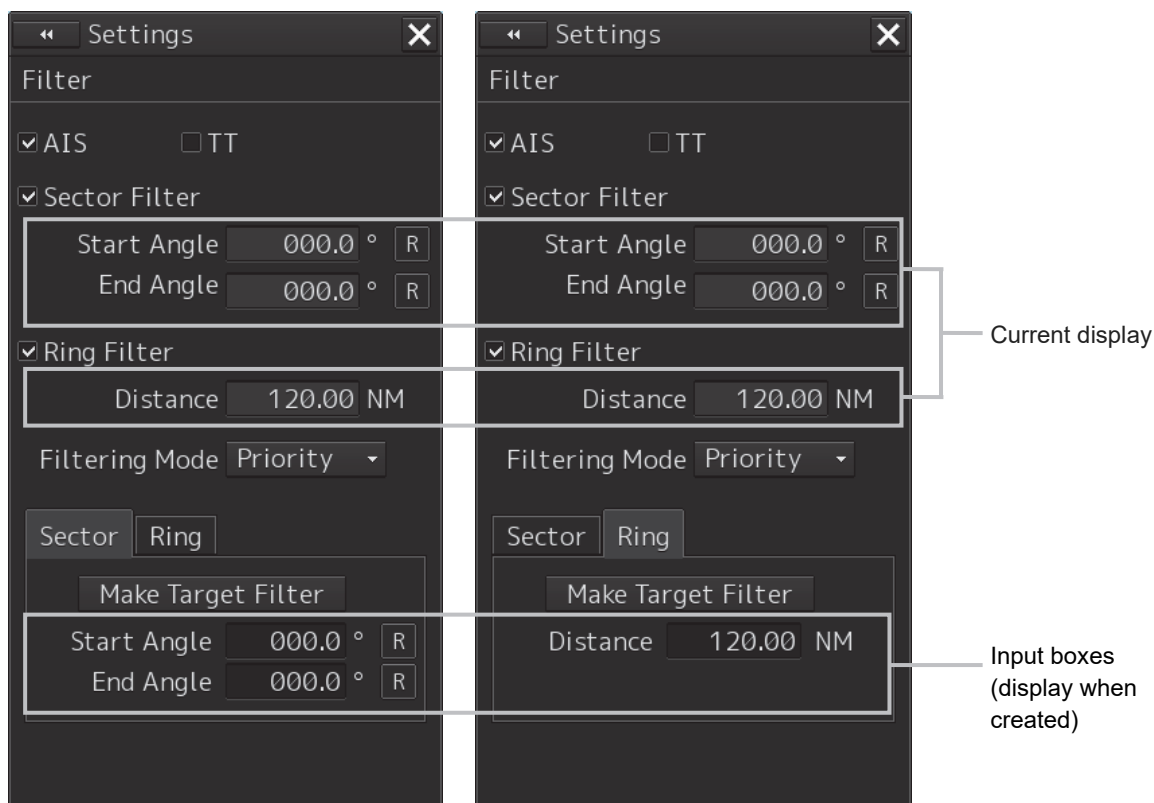 Settings
Filter
AIS TT
Sector Filter
Start Angle 000.0 ° R
End Angle 000.0 ° R
Ring Filter
Distance 120.00 NM
Filtering Mode Priority
Sector Ring
Make Target Filter
Start Angle 000.0 ° R
End Angle 000.0 ° R
Settings
Filter
AIS TT
Sector Filter
Start Angle 000.0 ° R
End Angle 000.0 ° R
Ring Filter
Distance 120.00 NM
Filtering Mode Priority
Sector Ring
Make Target Filter
Distance 120.00 NM
Current display
Input boxes
(display when
created)